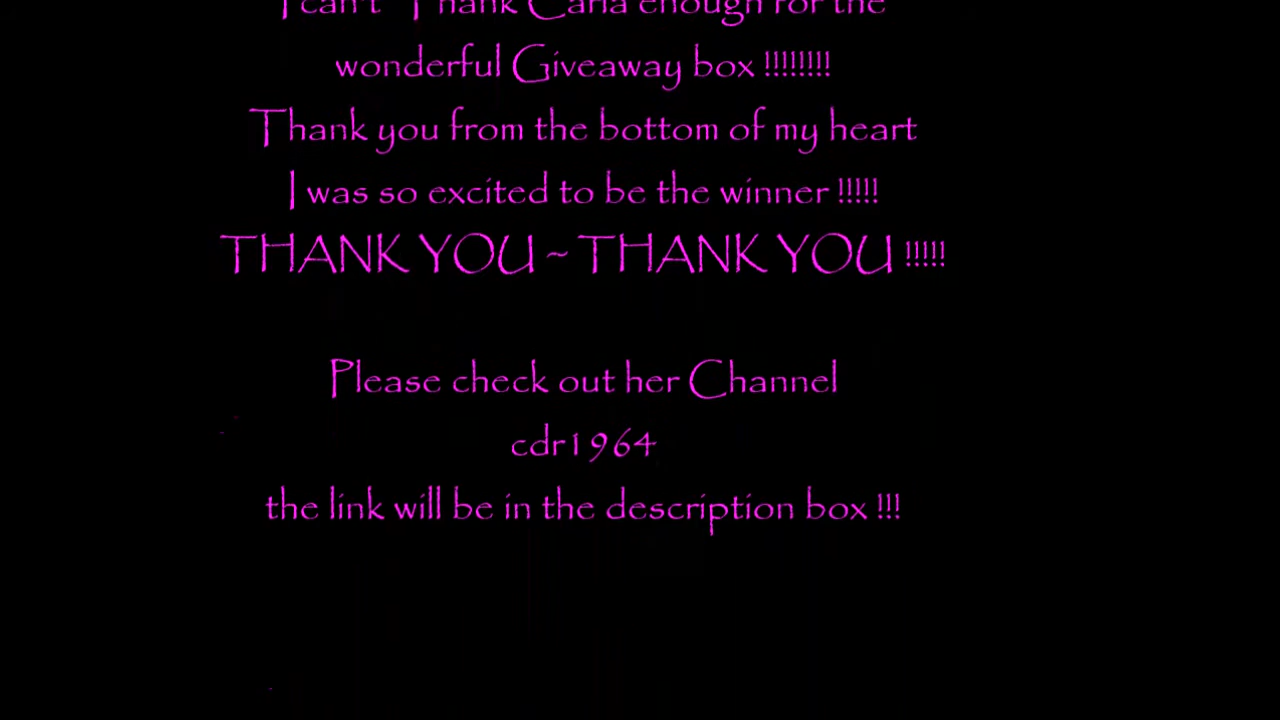 I can't Thank Carla enough for the
wonderful Giveaway box !!!!!!!!
Thank you from the bottom of my heart
I was so excited to be the winner !!!!!
THANK YOU ~ THANK YOU !!!!!
Please check out her Channel
cdr1964
the link will be in the description box !!!